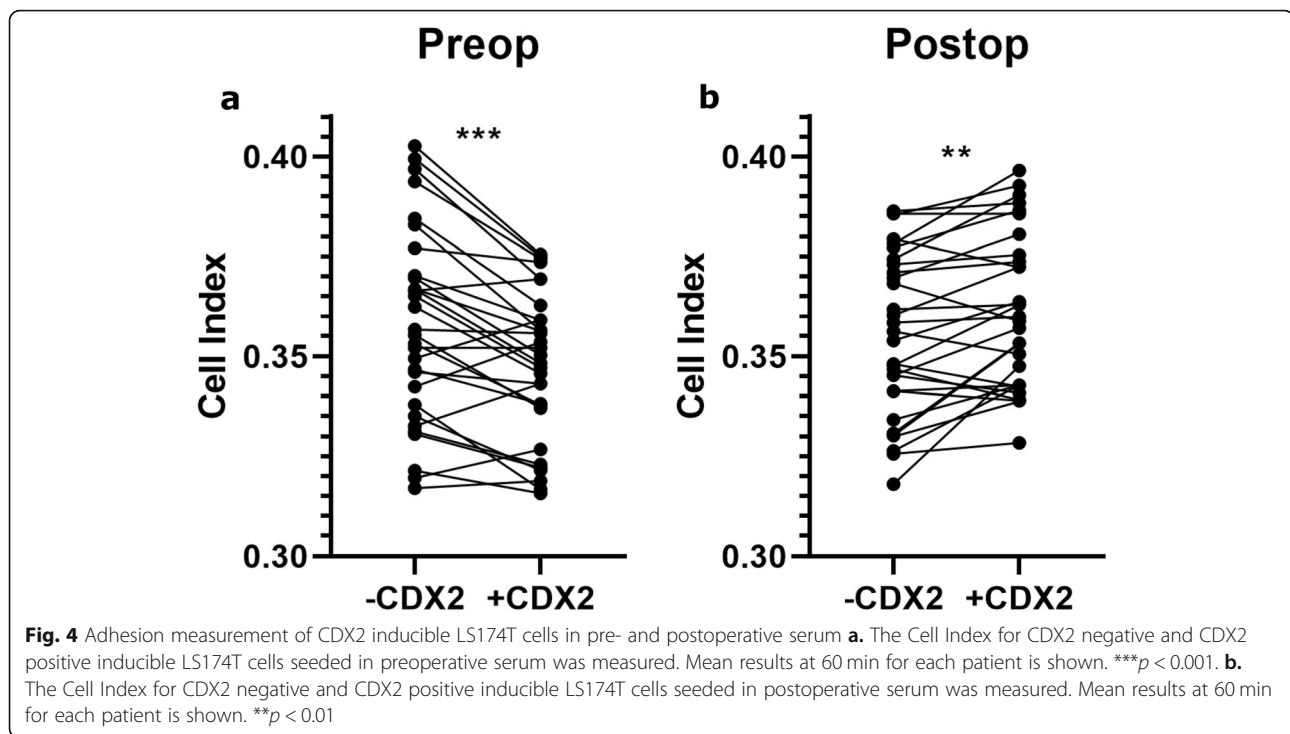 Preop
Postop
a
b
***
**
0.40
0.35
0.30
Cell Index
-CDX2 +CDX2
0.40
0.35
0.30
Cell Index
-CDX2 +CDX2
Fig. 4 Adhesion measurement of CDX2 inducible LS174T cells in pre- and postoperative serum a. The Cell Index for CDX2 negative and CDX2
positive inducible LS174T cells seeded in preoperative serum was measured. Mean results at 60 min for each patient is shown. ***p < 0.001. b.
The Cell Index for CDX2 negative and CDX2 positive inducible LS174T cells seeded in postoperative serum was measured. Mean results at 60 min
for each patient is shown. **p < 0.01